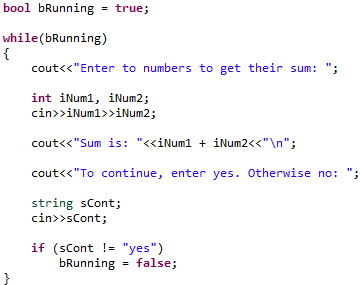 bool bRunning = true;
while(bRunning)
{
cout<<"Enter to numbers to get their sum: ";
int iNum1, iNum2;
cin>>iNum1>>iNum2;
cout<<"Sum is: "<<iNum1 + iNum2<<"\n";
cout<<"To continue, enter yes. Otherwise no: ";
string sCont;
cin>>sCont;
if (sCont != "yes")
bRunning = false;
}